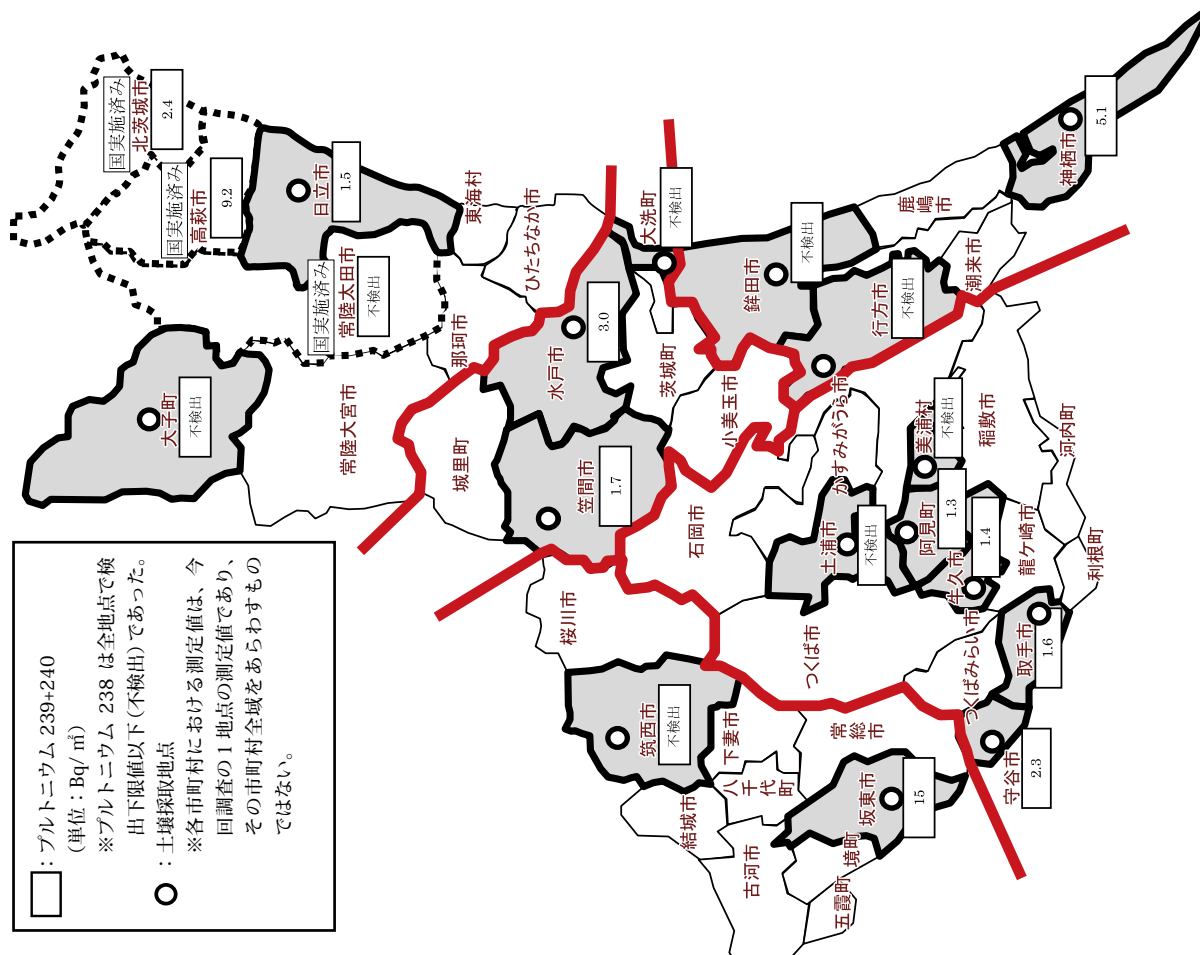 ：プルトニウム 239+240
(単位：Bq/㎡)
※プルトニウム 238 は全地点で検
出下限値以下(不検出)であった。
：土壌採取地点
※各市町村における測定値は、今
回調査の 1 地点の測定値であり、
その市町村全域をあらわすもの
ではない。
国実施済み
北茨城市
2.4
国実施済み
高萩市
9.2
日立市
1.5
国実施済み
常陸太田市
不検出
大子町
不検出
常陸大宮市
東海村
那珂市
ひたちなか市
城里町
水戸市
3.0
大洗町
不検出
笠間市
1.7
茨城町
小美玉市
鉾田市
不検出
行方市
不検出
鹿嶋市
神栖市
5.1
潮来市
石岡市
かすみがうら市
土浦市
不検出
美浦村
不検出
阿見町
1.3
牛久市
1.4
稲敷市
河内町
龍ケ崎市
利根町
取手市
1.6
つくばみらい市
守谷市
2.3
つくば市
桜川市
筑西市
不検出
下妻市
常総市
八千代町
結城市
古河市
坂東市
15
境町
五霞町